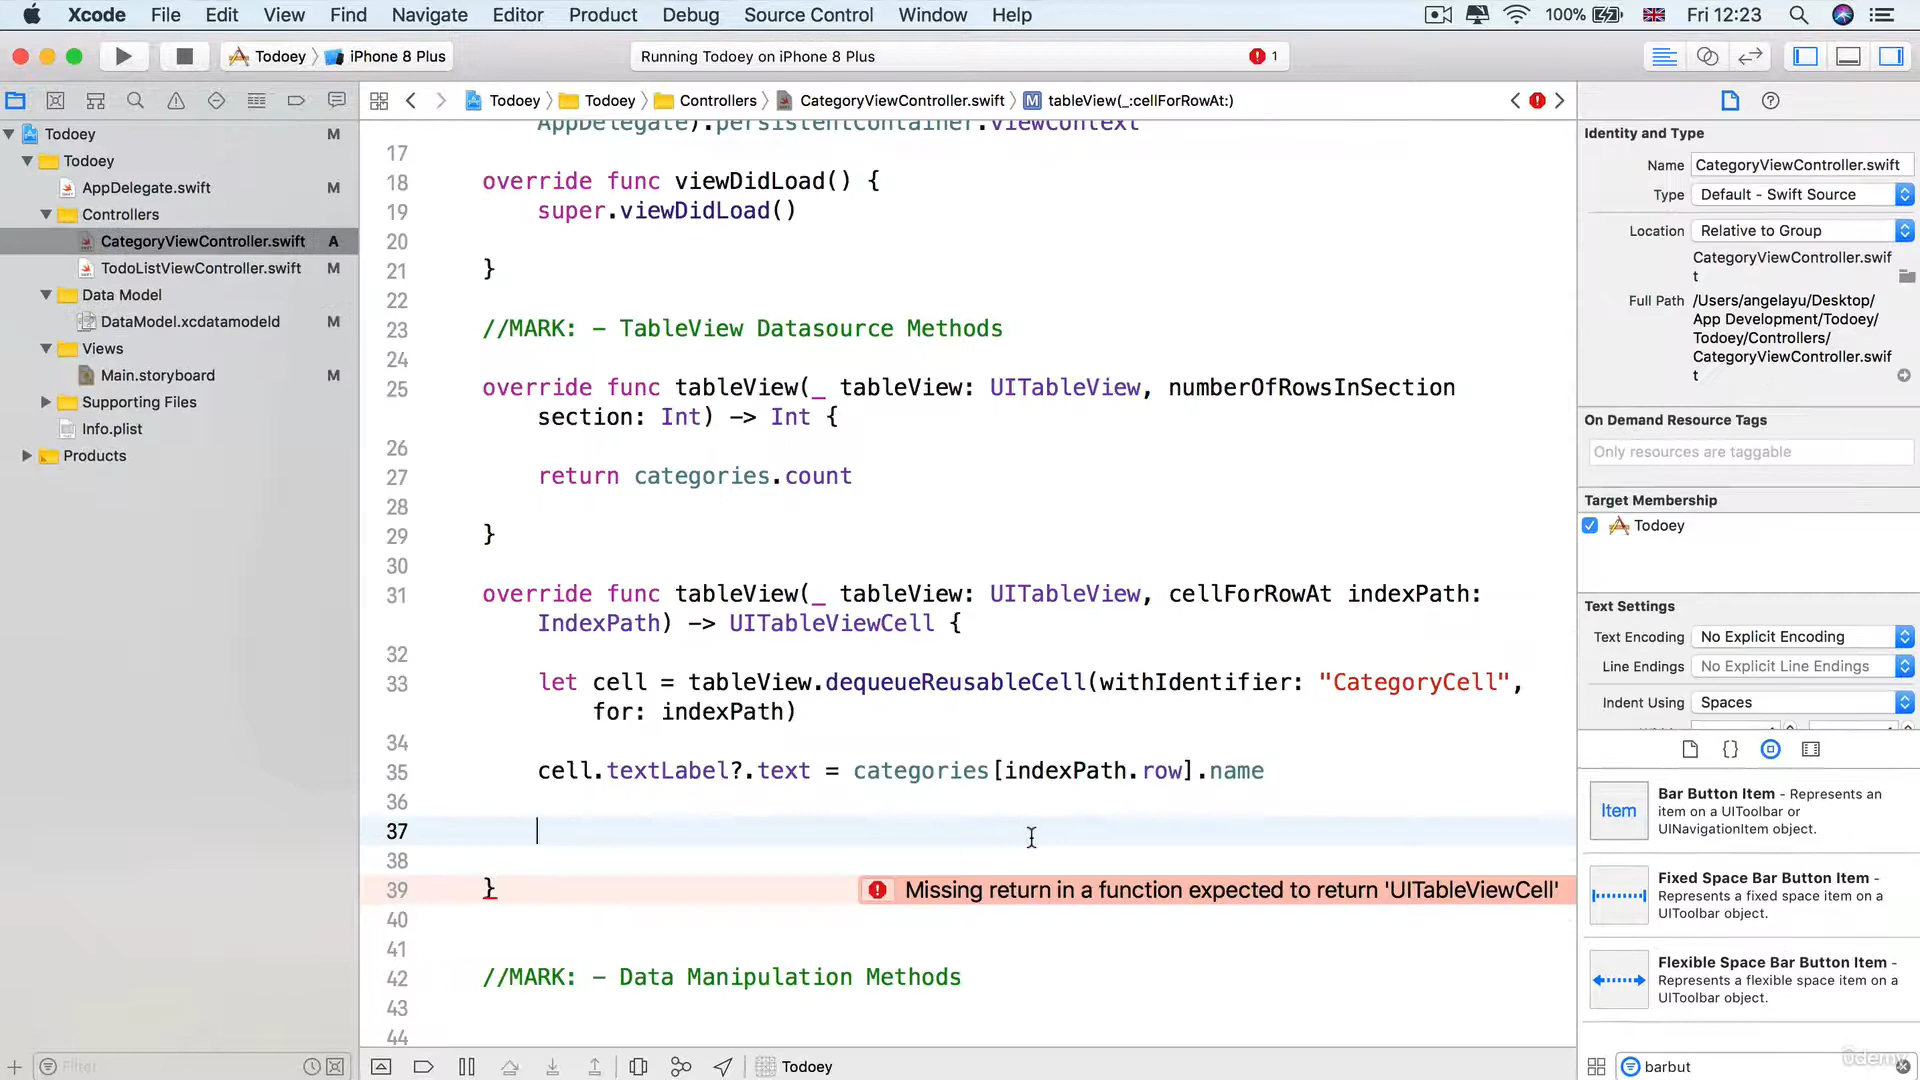 Xcode File Edit View Find Navigate Editor Product Debug Source Control Window Help 100% Fri 12:23
Todoey iPhone 8 Plus Running Todoey on iPhone 8 Plus 1
Todoey Todoey Controllers CategoryViewController.swift M tableView(_:cellForRowAt:)
Todoey M
Todoey
AppDelegate.swift M
Controllers
CategoryViewController.swift A
TodoListViewController.swift M
Data Model
DataModel.xcdatamodeld M
Views
Main.storyboard M
Supporting Files
Info.plist
Products
Filter
AppDelegate).persistentContainer.viewContext
17
18 override func viewDidLoad() {
19 super.viewDidLoad()
20
21 }
22
23 //MARK: - TableView Datasource Methods
24
25 override func tableView(_ tableView: UITableView, numberOfRowsInSection
section: Int) -> Int {
26
27 return categories.count
28
29 }
30
31 override func tableView(_ tableView: UITableView, cellForRowAt indexPath:
IndexPath) -> UITableViewCell {
32
33 let cell = tableView.dequeueReusableCell(withIdentifier: "CategoryCell",
for: indexPath)
34
35 cell.textLabel?.text = categories[indexPath.row].name
36
37
38
39 } Missing return in a function expected to return 'UITableViewCell'
40
41
42 //MARK: - Data Manipulation Methods
43
44
Todoey
Identity and Type
Name CategoryViewController.swift
Type Default - Swift Source
Location Relative to Group
CategoryViewController.swif
t
Full Path /Users/angelayu/Desktop/
App Development/Todoey/
Todoey/Controllers/
CategoryViewController.swif
t
On Demand Resource Tags
Only resources are taggable
Target Membership
Todoey
Text Settings
Text Encoding No Explicit Encoding
Line Endings No Explicit Line Endings
Indent Using Spaces
Item
Bar Button Item - Represents an
item on a UIToolbar or
UINavigationItem object.
Fixed Space Bar Button Item -
Represents a fixed space item on a
UIToolbar object.
Flexible Space Bar Button Item -
Represents a flexible space item on a
UIToolbar object.
barbut
ûdemy